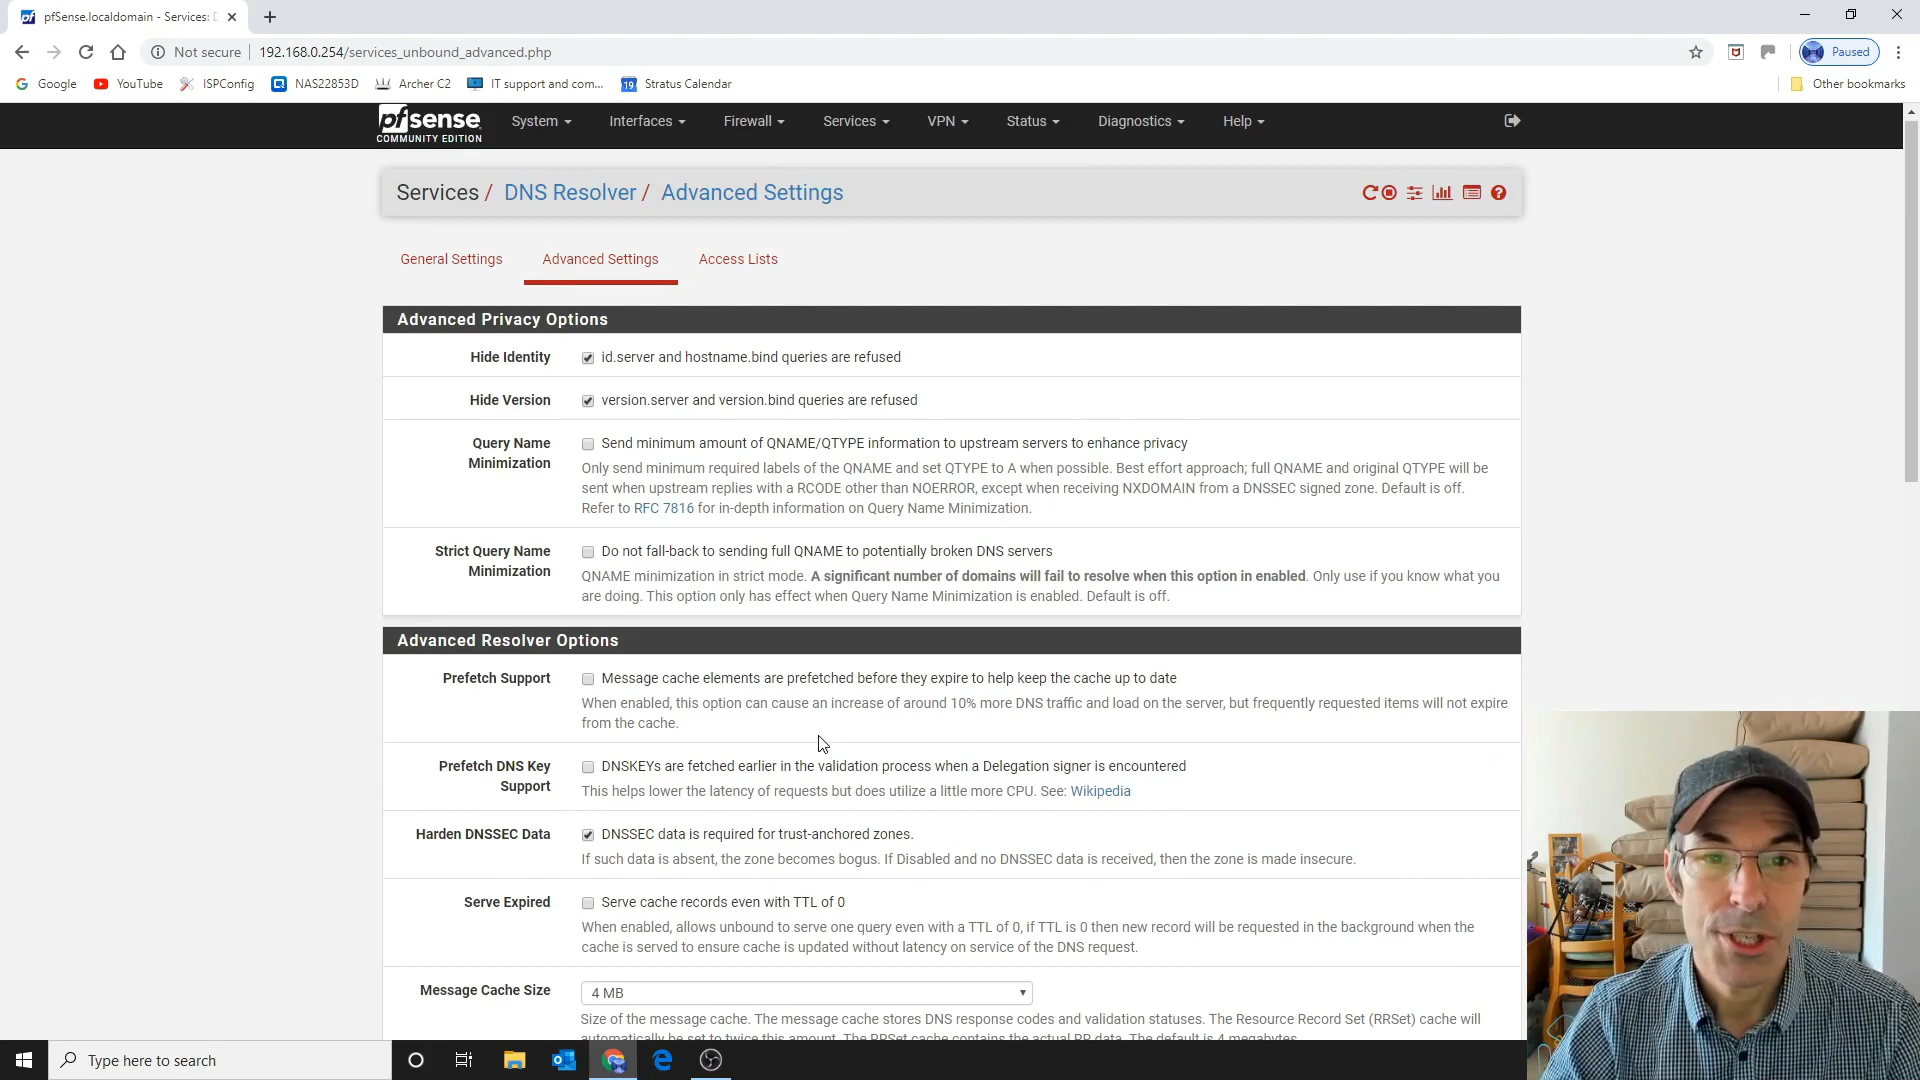 pfSense.localdomain - Services: D
Not secure
192.168.0.254/services_unbound_advanced.php
Paused
Google
YouTube
ISPConfig
NAS22853D
Archer C2
IT support and com...
19
Stratus Calendar
Other bookmarks
pfsense
COMMUNITY EDITION
System
Interfaces
Firewall
Services
VPN
Status
Diagnostics
Help
Services / DNS Resolver / Advanced Settings
General Settings
Advanced Settings
Access Lists
Advanced Privacy Options
Hide Identity
id.server and hostname.bind queries are refused
Hide Version
version.server and version.bind queries are refused
Query Name
Minimization
Send minimum amount of QNAME/QTYPE information to upstream servers to enhance privacy
Only send minimum required labels of the QNAME and set QTYPE to A when possible. Best effort approach; full QNAME and original QTYPE will be
sent when upstream replies with a RCODE other than NOERROR, except when receiving NXDOMAIN from a DNSSEC signed zone. Default is off.
Refer to RFC 7816 for in-depth information on Query Name Minimization.
Strict Query Name
Minimization
Do not fall-back to sending full QNAME to potentially broken DNS servers
QNAME minimization in strict mode. A significant number of domains will fail to resolve when this option in enabled. Only use if you know what you
are doing. This option only has effect when Query Name Minimization is enabled. Default is off.
Advanced Resolver Options
Prefetch Support
Message cache elements are prefetched before they expire to help keep the cache up to date
When enabled, this option can cause an increase of around 10% more DNS traffic and load on the server, but frequently requested items will not expire
from the cache.
Prefetch DNS Key
Support
DNSKEYs are fetched earlier in the validation process when a Delegation signer is encountered
This helps lower the latency of requests but does utilize a little more CPU. See: Wikipedia
Harden DNSSEC Data
DNSSEC data is required for trust-anchored zones.
If such data is absent, the zone becomes bogus. If Disabled and no DNSSEC data is received, then the zone is made insecure.
Serve Expired
Serve cache records even with TTL of 0
When enabled, allows unbound to serve one query even with a TTL of 0, if TTL is 0 then new record will be requested in the background when the
cache is served to ensure cache is updated without latency on service of the DNS request.
Message Cache Size
4 MB
Size of the message cache. The message cache stores DNS response codes and validation statuses. The Resource Record Set (RRSet) cache will
automatically be set to twice this amount. The RRSet cache contains the actual RR data. The default is 4 megabytes.
Type here to search